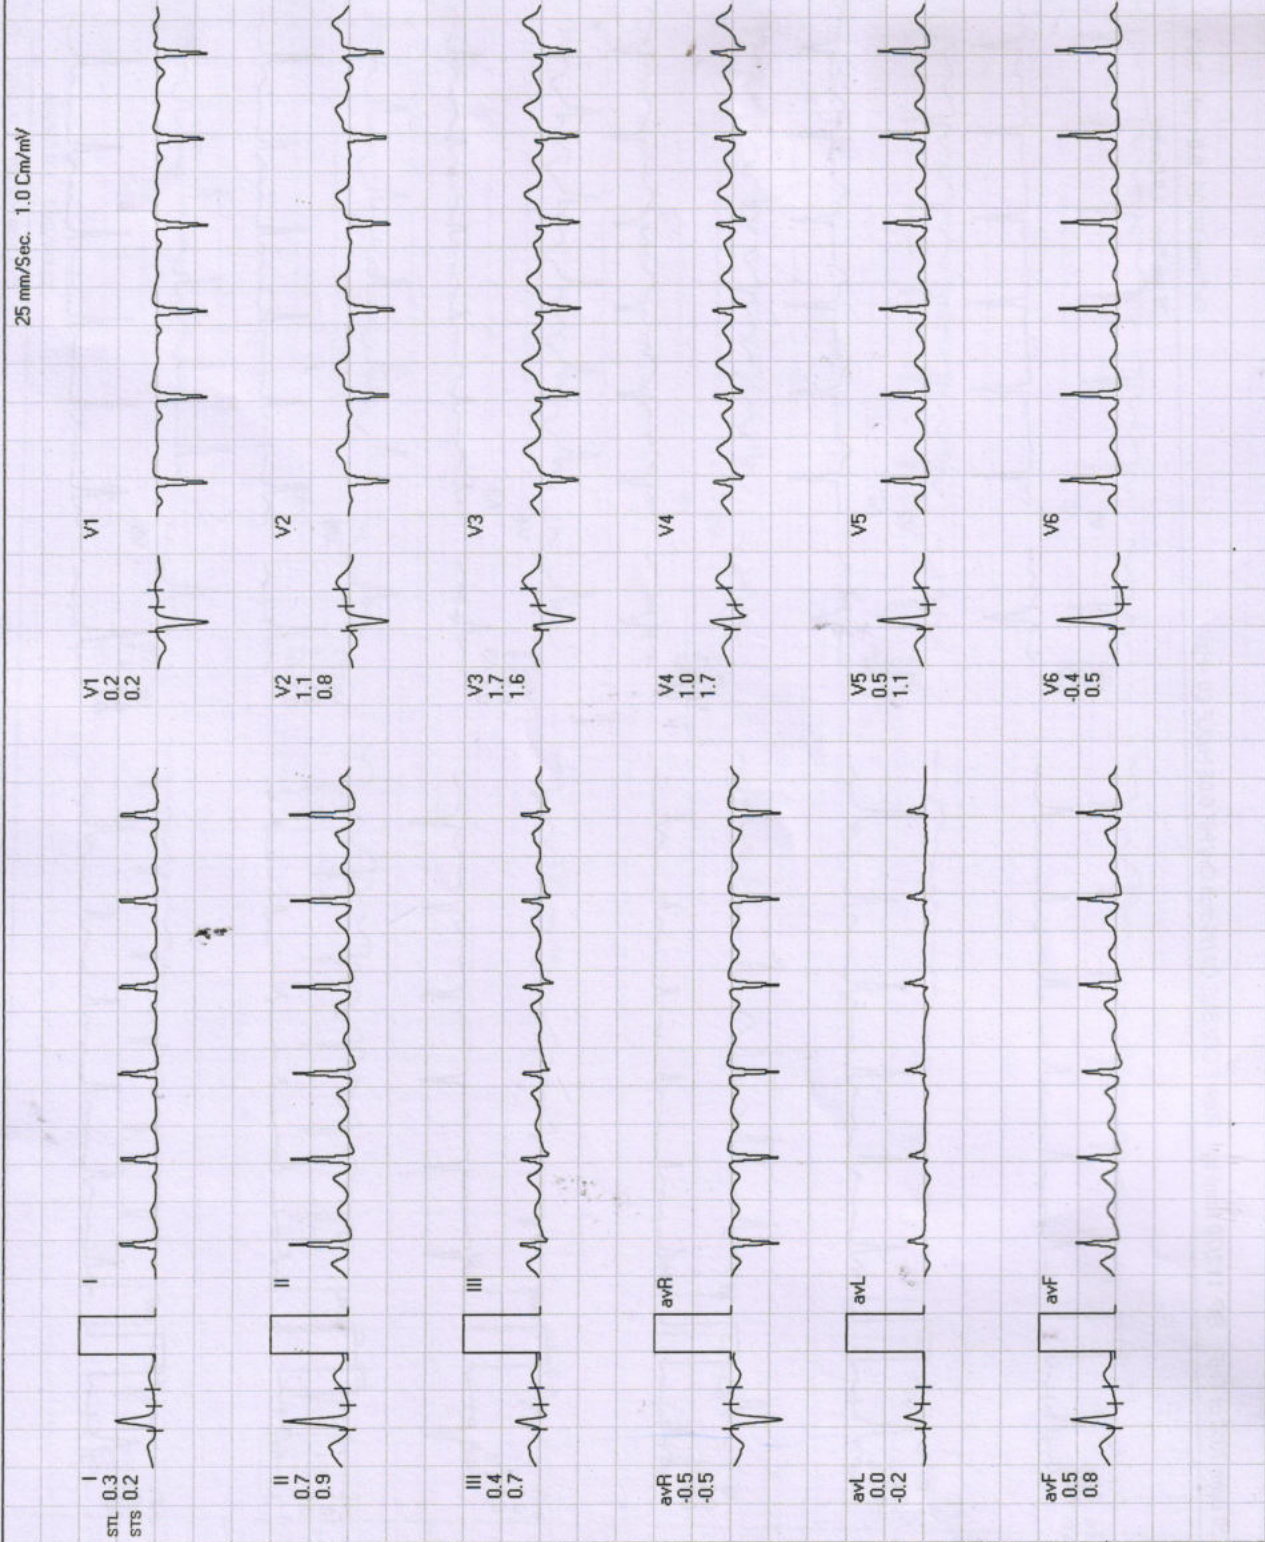 25 mm/Sec. 1.0 Cm/mV
I
STL 0.3
STS 0.2
I
V1
0.2
0.2
V1
II
0.7
0.9
II
V2
1.1
0.8
V2
III
0.4
0.7
III
V3
1.7
1.6
V3
avR
-0.5
-0.5
avR
V4
1.0
1.7
V4
avL
0.0
-0.2
avL
V5
0.5
1.1
V5
avF
0.5
0.8
avF
V6
-0.4
0.5
V6